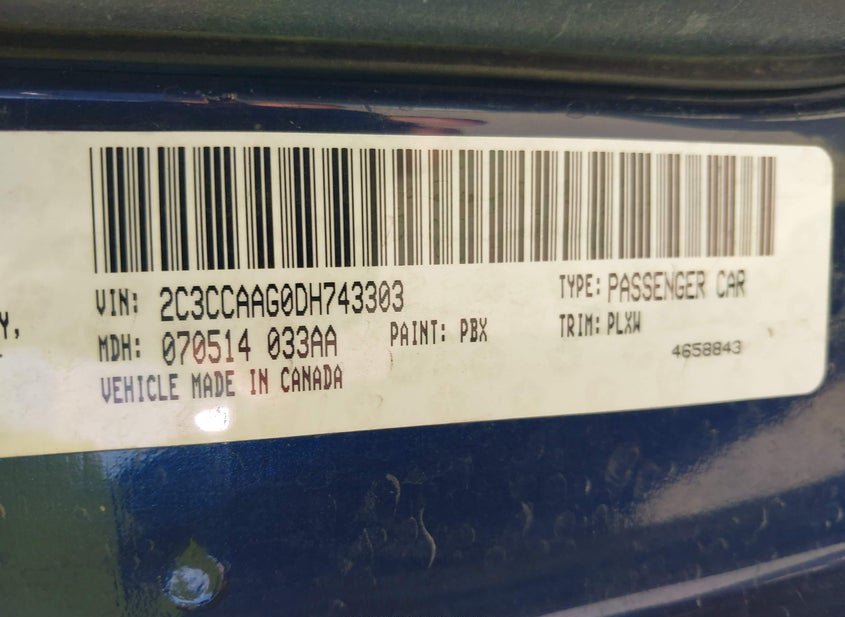 VIN: 2C3CCAAG0DH743303 TYPE: PASSENGER CAR
Y, MDH: 070514 033AA PAINT: PBX TRIM: PLXW
VEHICLE MADE IN CANADA 4658843